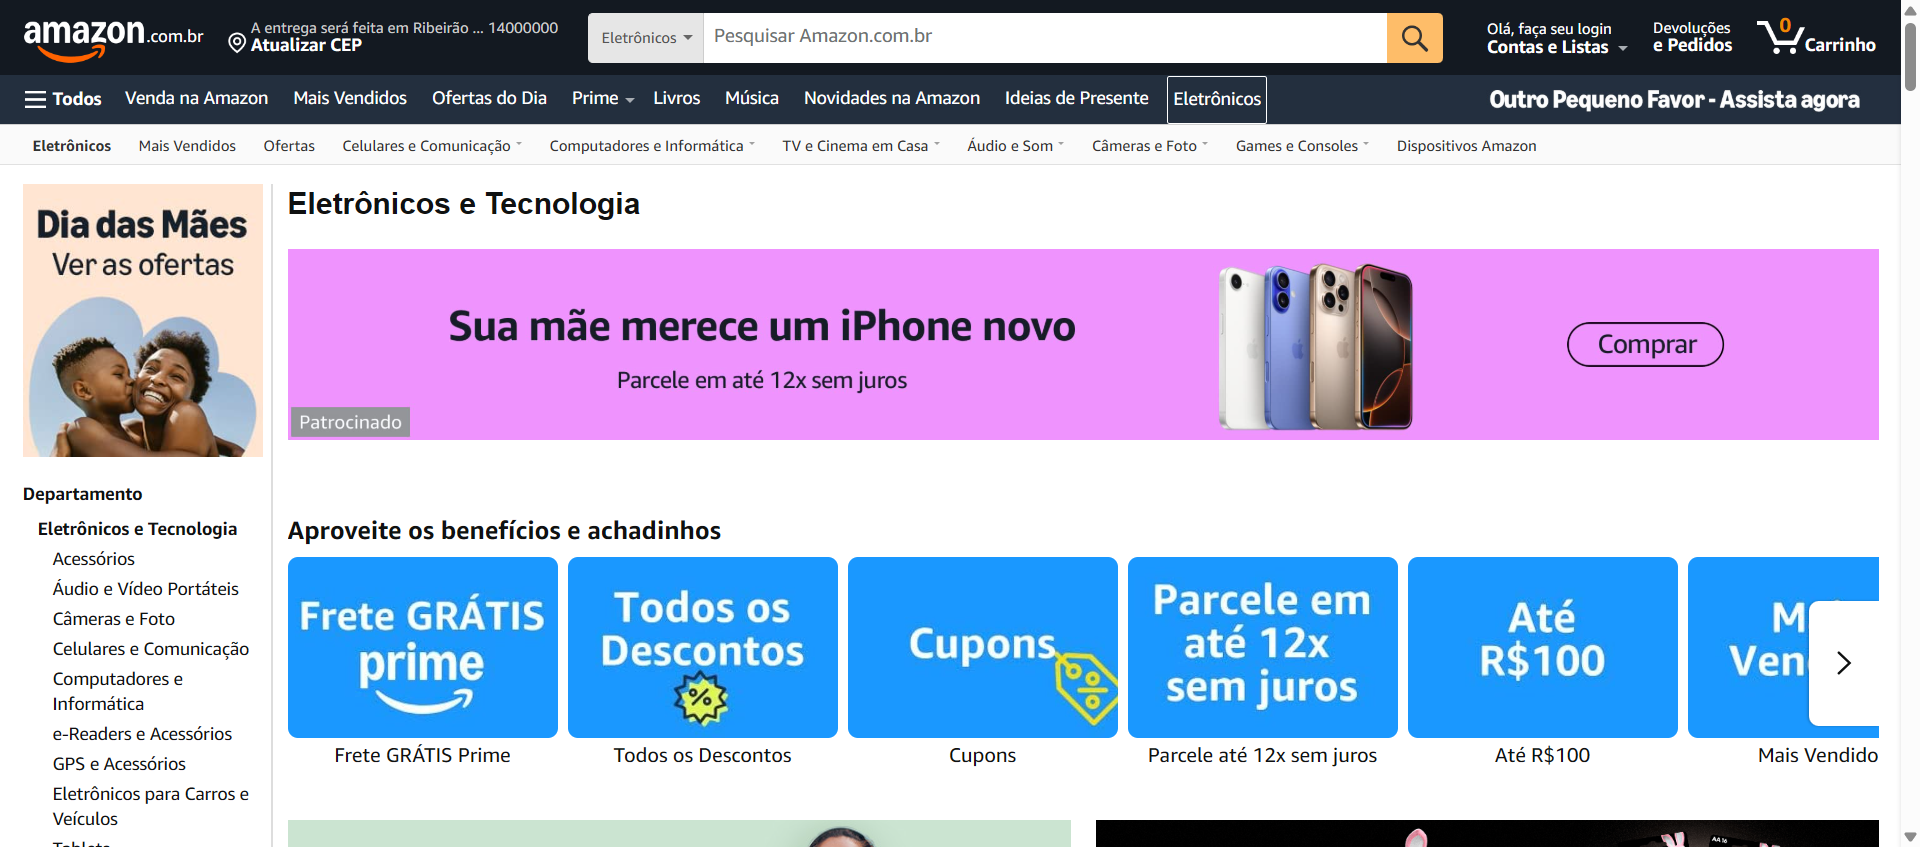 amazon.com.br
A entrega será feita em Ribeirão ... 14000000
Atualizar CEP
Eletrônicos
Pesquisar Amazon.com.br
Olá, faça seu login
Contas e Listas
Devoluções
e Pedidos
0
Carrinho
Todos
Venda na Amazon
Mais Vendidos
Ofertas do Dia
Prime
Livros
Música
Novidades na Amazon
Ideias de Presente
Eletrônicos
Outro Pequeno Favor - Assista agora
Eletrônicos
Mais Vendidos
Ofertas
Celulares e Comunicação
Computadores e Informática
TV e Cinema em Casa
Áudio e Som
Câmeras e Foto
Games e Consoles
Dispositivos Amazon
Dia das Mães
Ver as ofertas
Departamento
Eletrônicos e Tecnologia
Acessórios
Áudio e Vídeo Portáteis
Câmeras e Foto
Celulares e Comunicação
Computadores e
Informática
e-Readers e Acessórios
GPS e Acessórios
Eletrônicos para Carros e
Veículos
Eletrônicos e Tecnologia
Sua mãe merece um iPhone novo
Parcele em até 12x sem juros
Comprar
Patrocinado
Aproveite os benefícios e achadinhos
Frete GRÁTIS
prime
Frete GRÁTIS Prime
Todos os
Descontos
%
Todos os Descontos
Cupons
%
Cupons
Parcele em
até 12x
sem juros
Parcele até 12x sem juros
Até
R$100
Até R$100
Mais Vendido